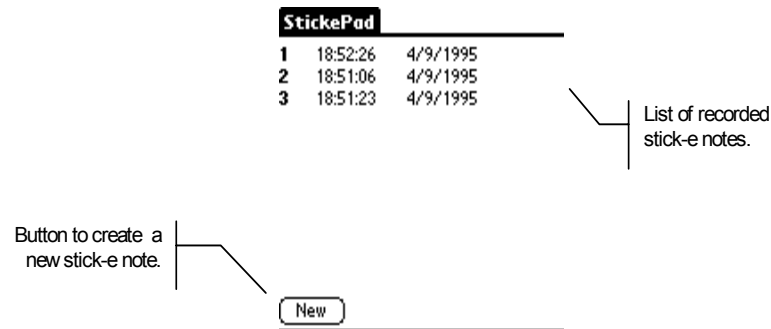 StickePad
1 18:52:26 4/9/1995
2 18:51:06 4/9/1995
3 18:51:23 4/9/1995
List of recorded
stick-e notes.
Button to create a
new stick-e note.
New